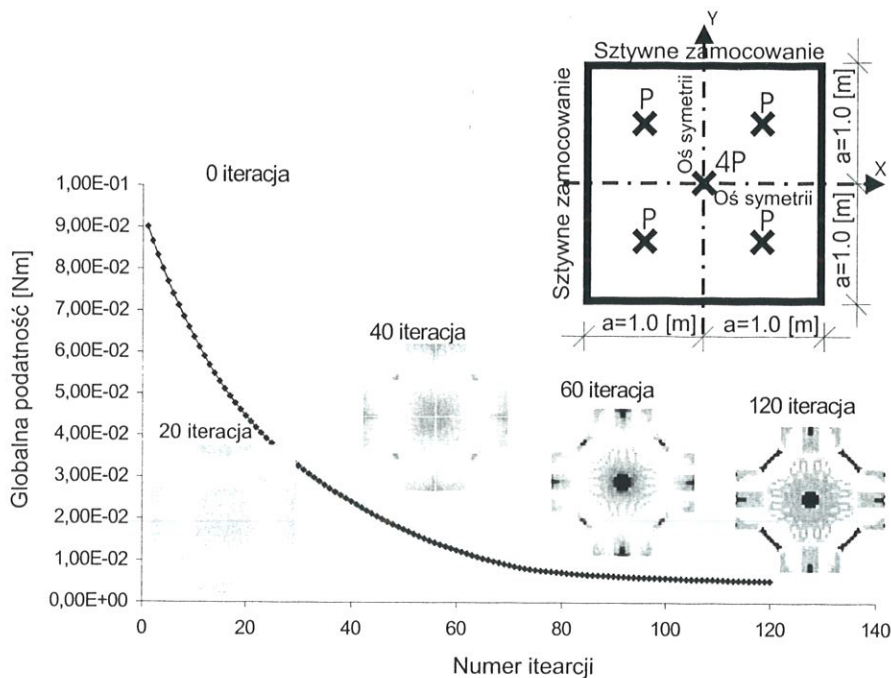 Y
Sztywne zamocowanie
Sztywne zamocowanie
Sztywne zamocowanie
P
P
Oś symetrii
4P
X
Oś symetrii
P
P
a=1.0 [m]
a=1.0 [m]
a=1.0 [m]
a=1.0 [m]
0 iteracja
20 iteracja
40 iteracja
60 iteracja
120 iteracja
Globalna podatność [Nm]
1,00E-01
9,00E-02
8,00E-02
7,00E-02
6,00E-02
5,00E-02
4,00E-02
3,00E-02
2,00E-02
1,00E-02
0,00E+00
0 20 40 60 80 100 120 140
Numer itearcji